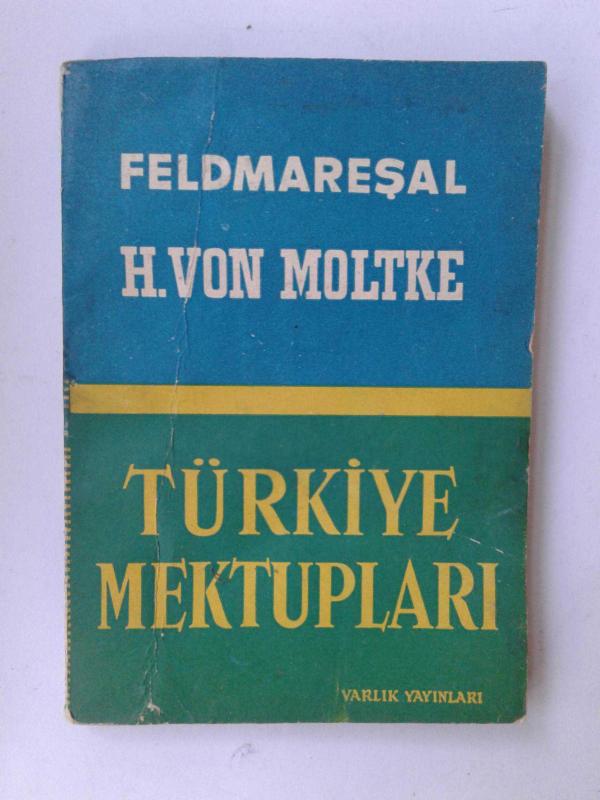 FELDMAREŞAL
H. VON MOLTKE
TÜRKİYE
MEKTUPLARI
VARLIK YAYINLARI